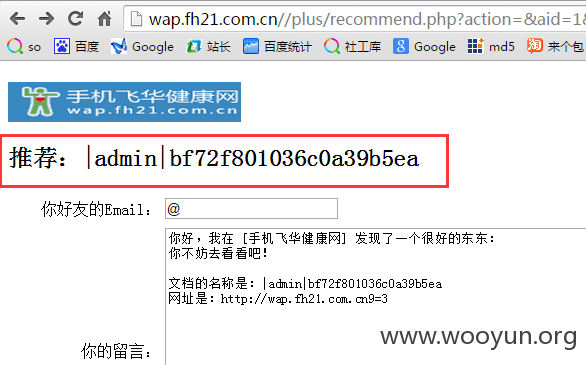 wap.fh21.com.cn//plus/recommend.php?action=&aid=1&
so 百度 Google 站长 百度统计 社工库 Google md5 来个包
手机飞华健康网
wap.fh21.com.cn
推荐：|admin|bf72f801036c0a39b5ea
你好友的Email： @
你好，我在 [手机飞华健康网] 发现了一个很好的东东：
你不妨去看看吧！
文档的名称是：|admin|bf72f801036c0a39b5ea
网址是：http://wap.fh21.com.cn9=3
你的留言：
www.wooyun.org